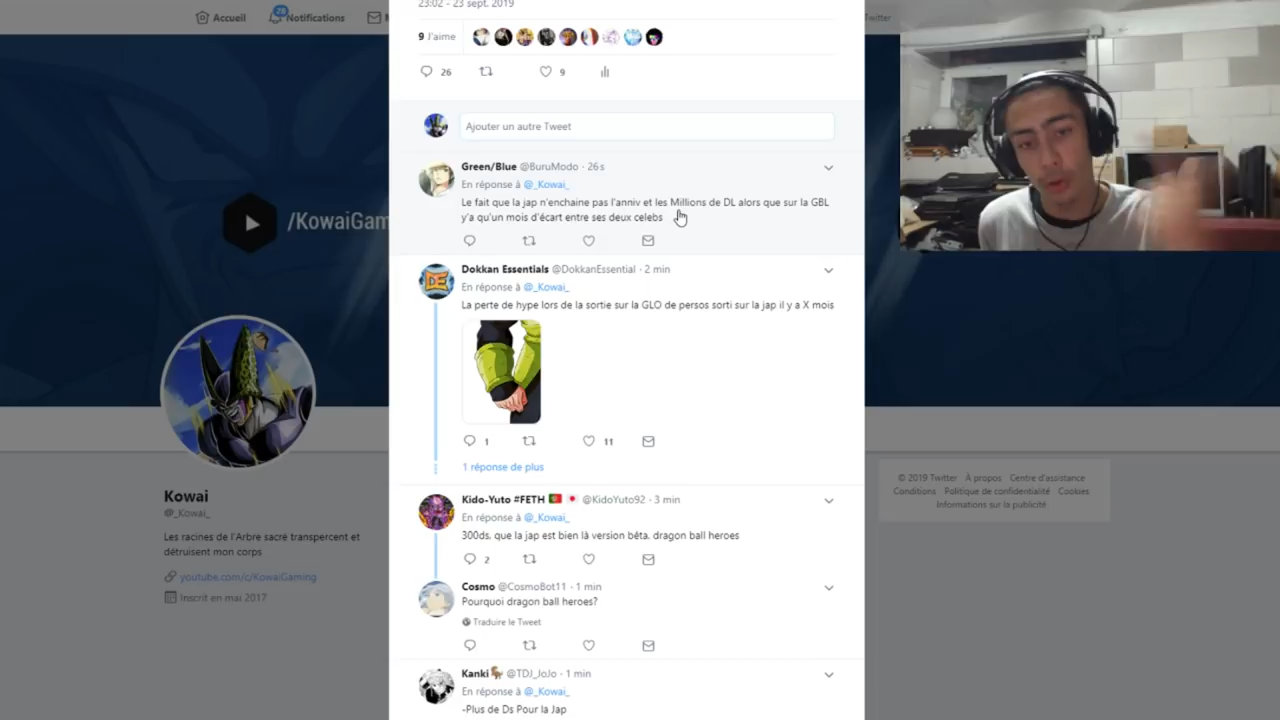 Accueil
28
Notifications
Twitter
/KowaiGam
Kowai
@_Kowai_
Les racines de l'Arbre sacré transpercent et
détruisent mon corps
youtube.com/c/KowaiGaming
Inscrit en mai 2017
23:02 - 23 sept. 2019
9 J'aime
26
9
Ajouter un autre Tweet
Green/Blue @BuruModo · 26 s
En réponse à @_Kowai_
Le fait que la jap n'enchaine pas l'anniv et les Millions de DL alors que sur la GBL
y'a qu'un mois d'écart entre ses deux celebs
Dokkan Essentials @DokkanEssential · 2 min
En réponse à @_Kowai_
La perte de hype lors de la sortie sur la GLO de persos sorti sur la jap il y a X mois
1
11
1 réponse de plus
Kido-Yuto #FETH 🇵🇹 🇯🇵 @KidoYuto92 · 3 min
En réponse à @_Kowai_
300ds. que la jap est bien là version bêta. dragon ball heroes
2
Cosmo @CosmoBot11 · 1 min
Pourquoi dragon ball heroes?
Traduire le Tweet
Kanki🐐 @TDJ_JoJo · 1 min
En réponse à @_Kowai_
-Plus de Ds Pour la Jap
© 2019 Twitter À propos Centre d'assistance
Conditions Politique de confidentialité Cookies
Informations sur la publicité